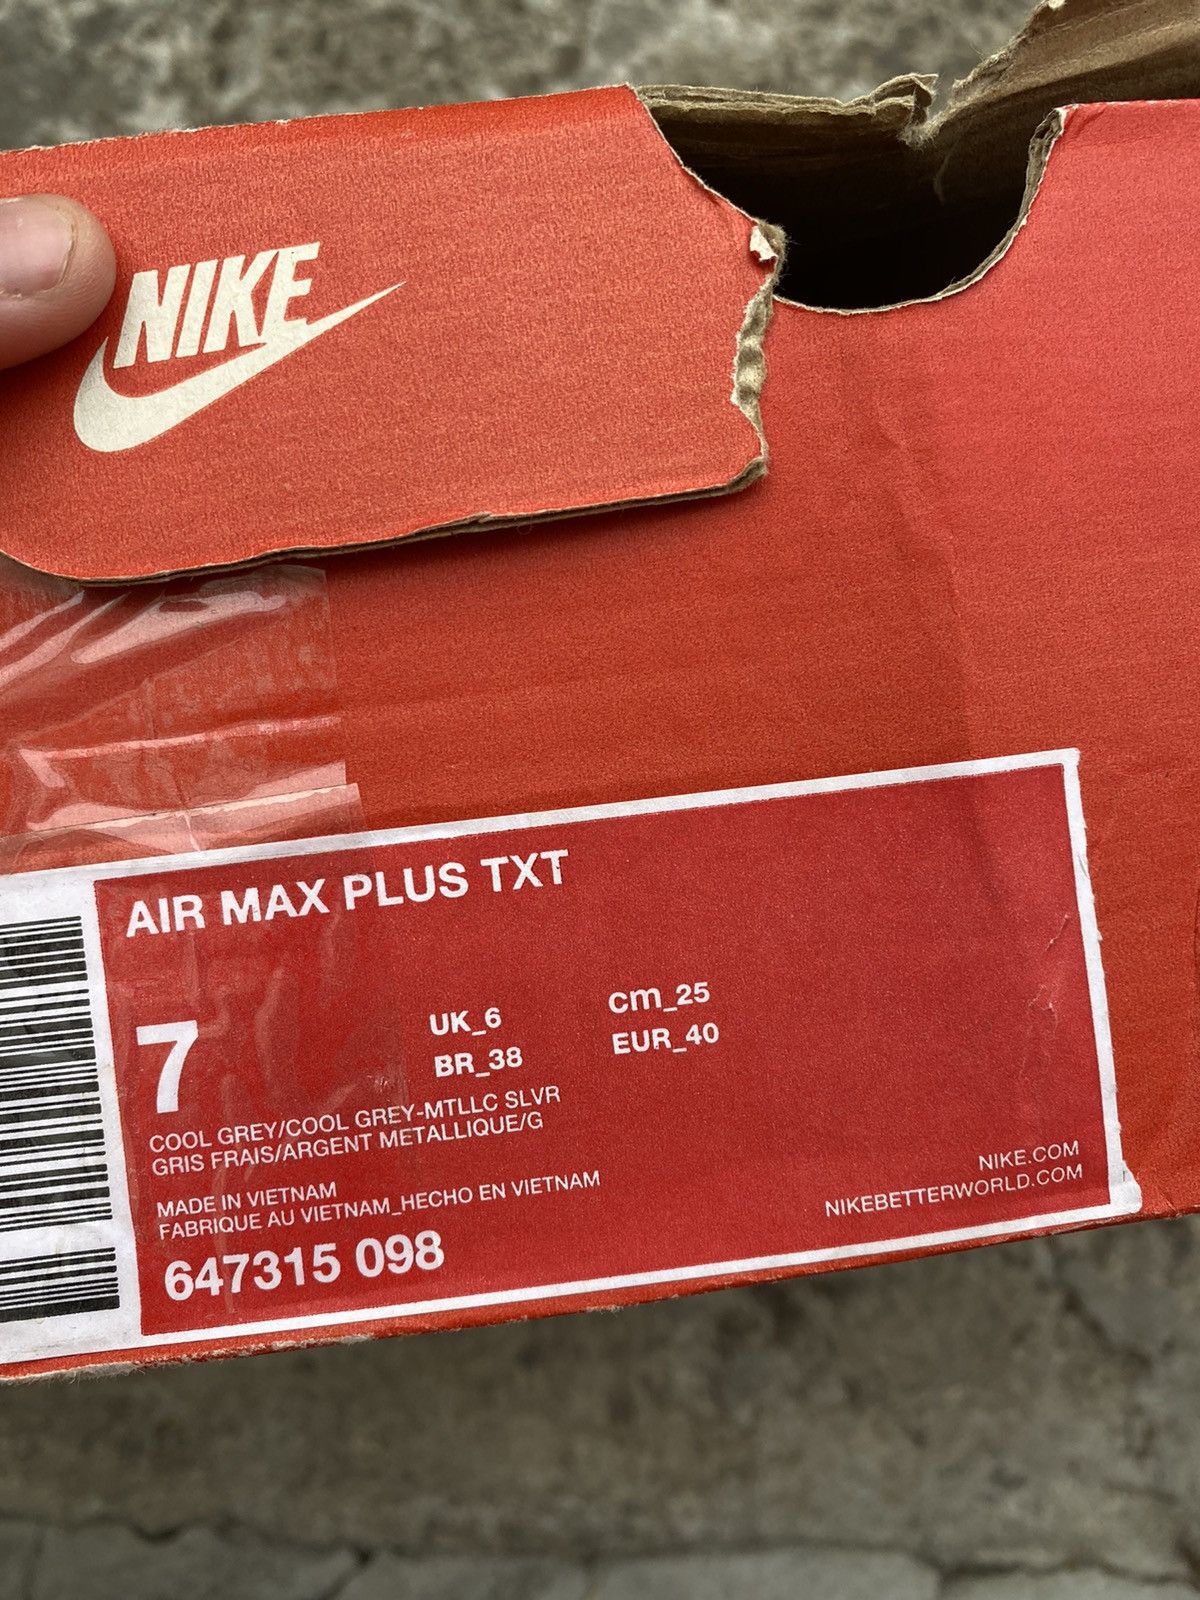 NIKE
AIR MAX PLUS TXT
7
UK_6
cm_25
BR_38
EUR_40
COOL GREY/COOL GREY-MTLLC SLVR
GRIS FRAIS/ARGENT METALLIQUE/G
MADE IN VIETNAM
FABRIQUE AU VIETNAM_HECHO EN VIETNAM
647315 098
NIKE.COM
NIKEBETTERWORLD.COM